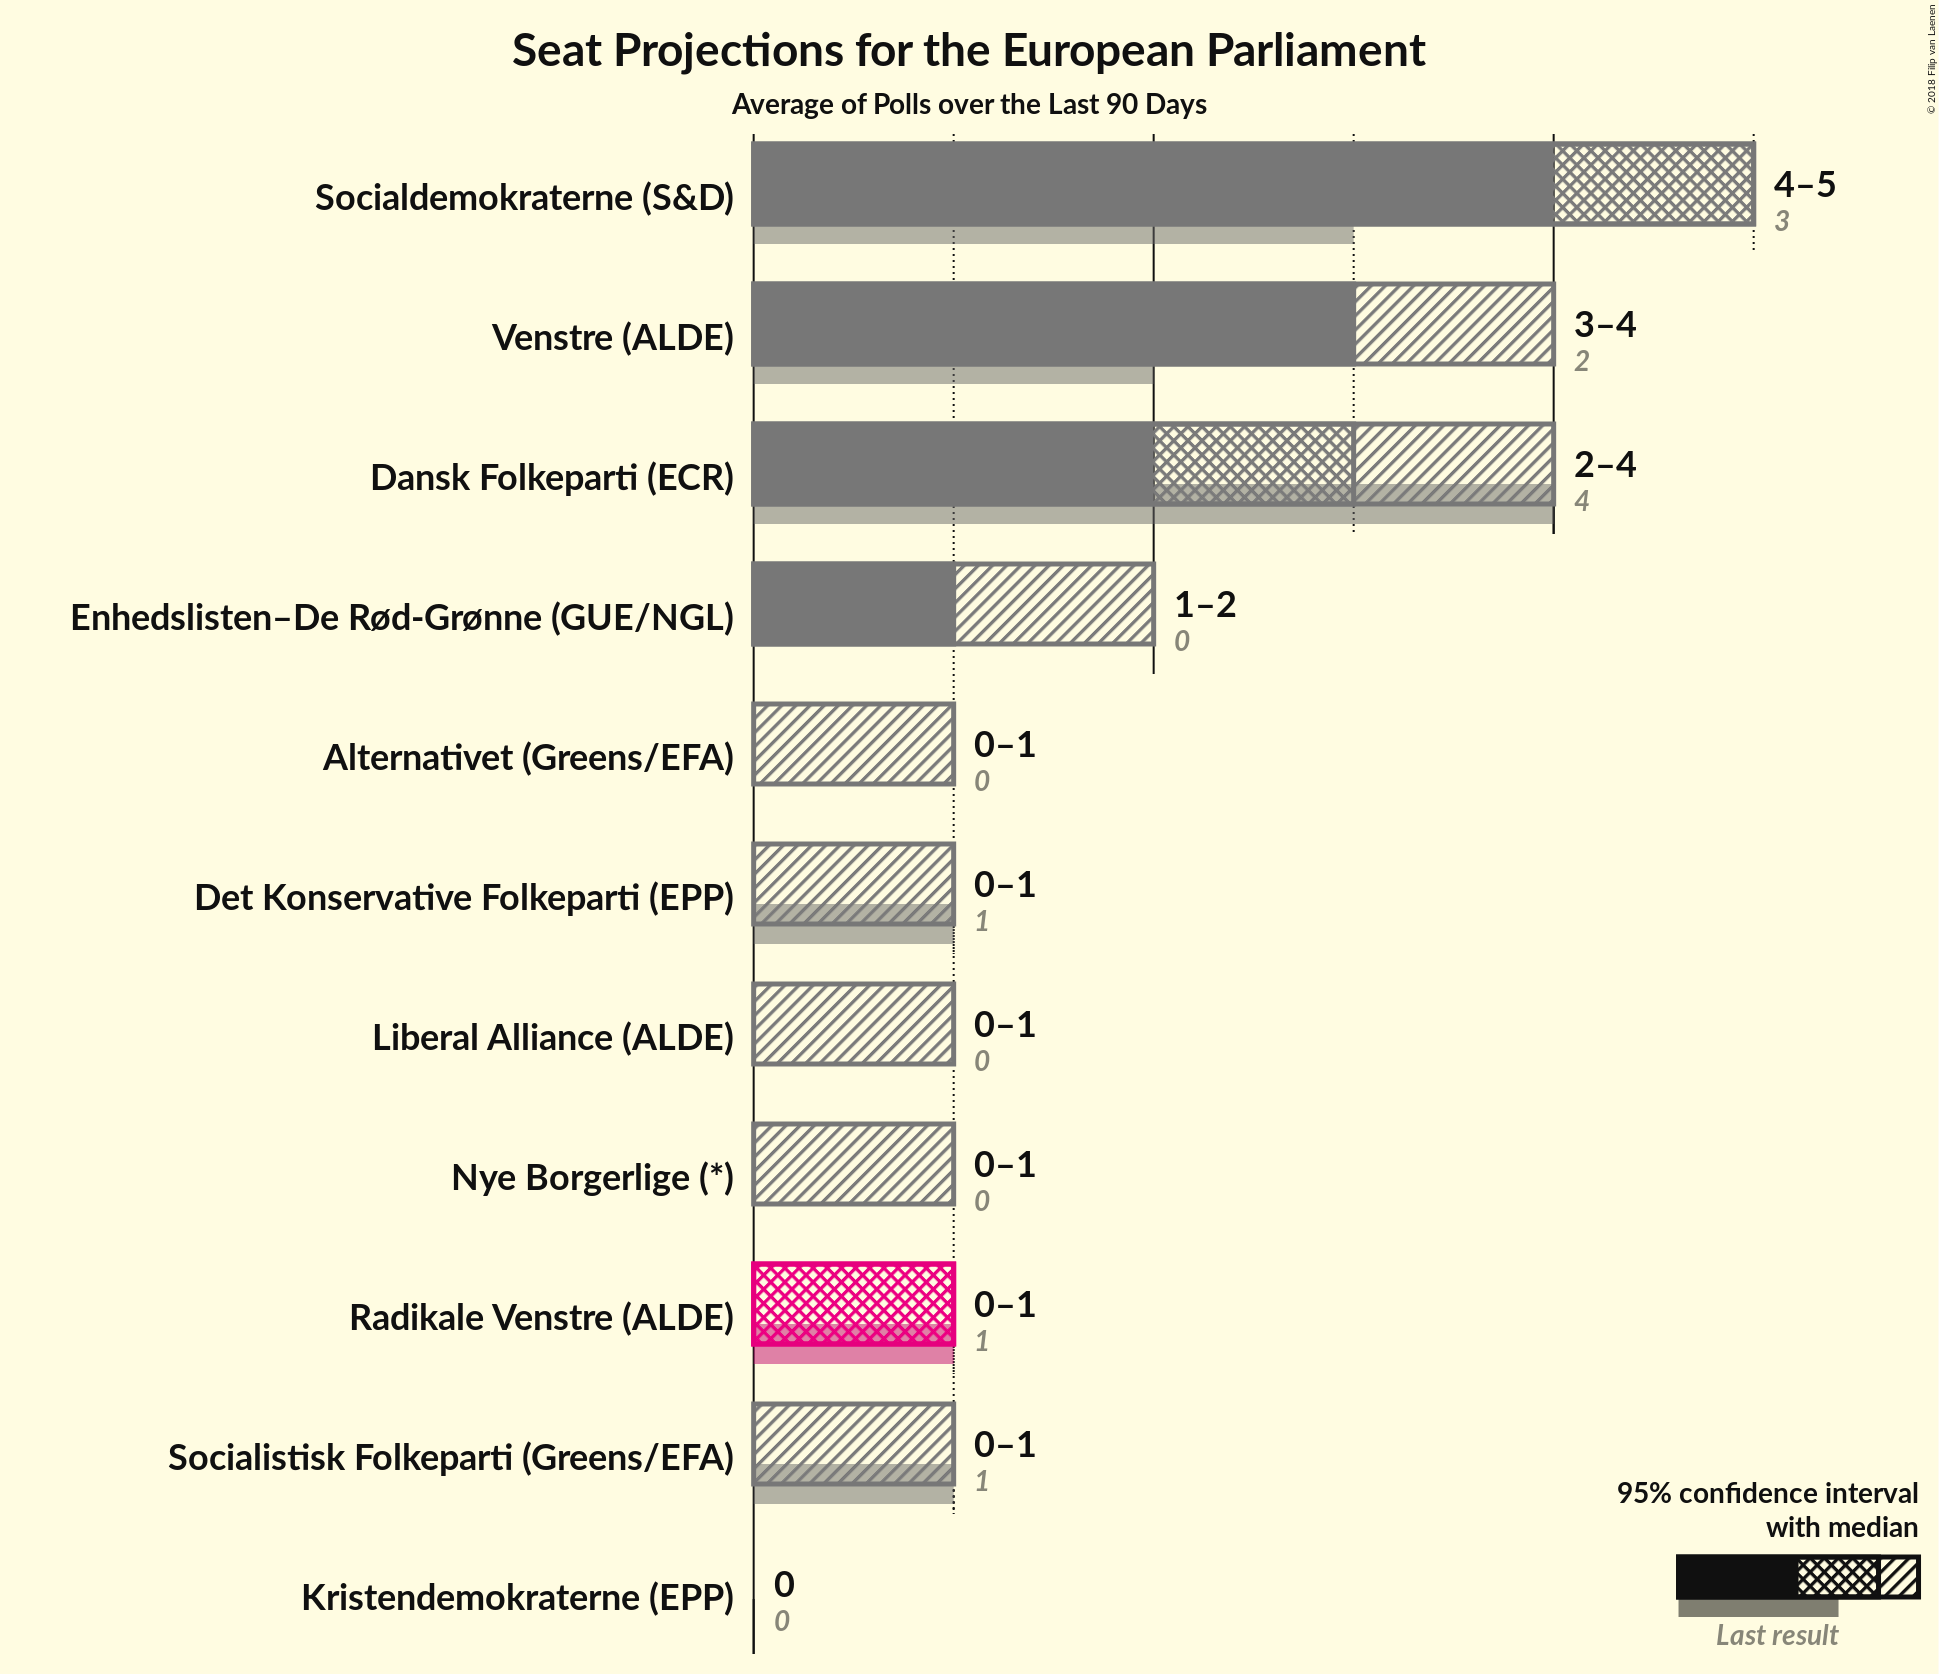 Seat Projections for the European Parliament
Average of Polls over the Last 90 Days
© 2018 Filip van Laenen
Socialdemokraterne (S&D)
4–5
3
Venstre (ALDE)
3–4
2
Dansk Folkeparti (ECR)
2–4
4
Enhedslisten–De Rød-Grønne (GUE/NGL)
1–2
0
Alternativet (Greens/EFA)
0–1
0
Det Konservative Folkeparti (EPP)
0–1
1
Liberal Alliance (ALDE)
0–1
0
Nye Borgerlige (*)
0–1
0
Radikale Venstre (ALDE)
0–1
1
Socialistisk Folkeparti (Greens/EFA)
0–1
1
Kristendemokraterne (EPP)
0
0
95% confidence interval
with median
Last result